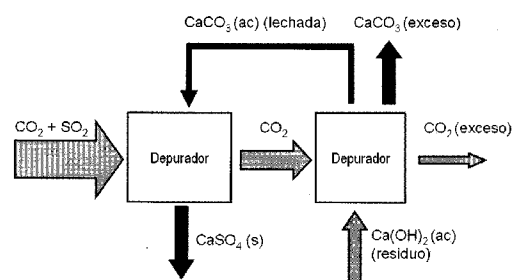 CaCO₃ (ac) (lechada)
CaCO₃ (exceso)
CO₂ + SO₂
Depurador
CO₂
Depurador
CO₂ (exceso)
CaSO₄ (s)
Ca(OH)₂ (ac)
(residuo)